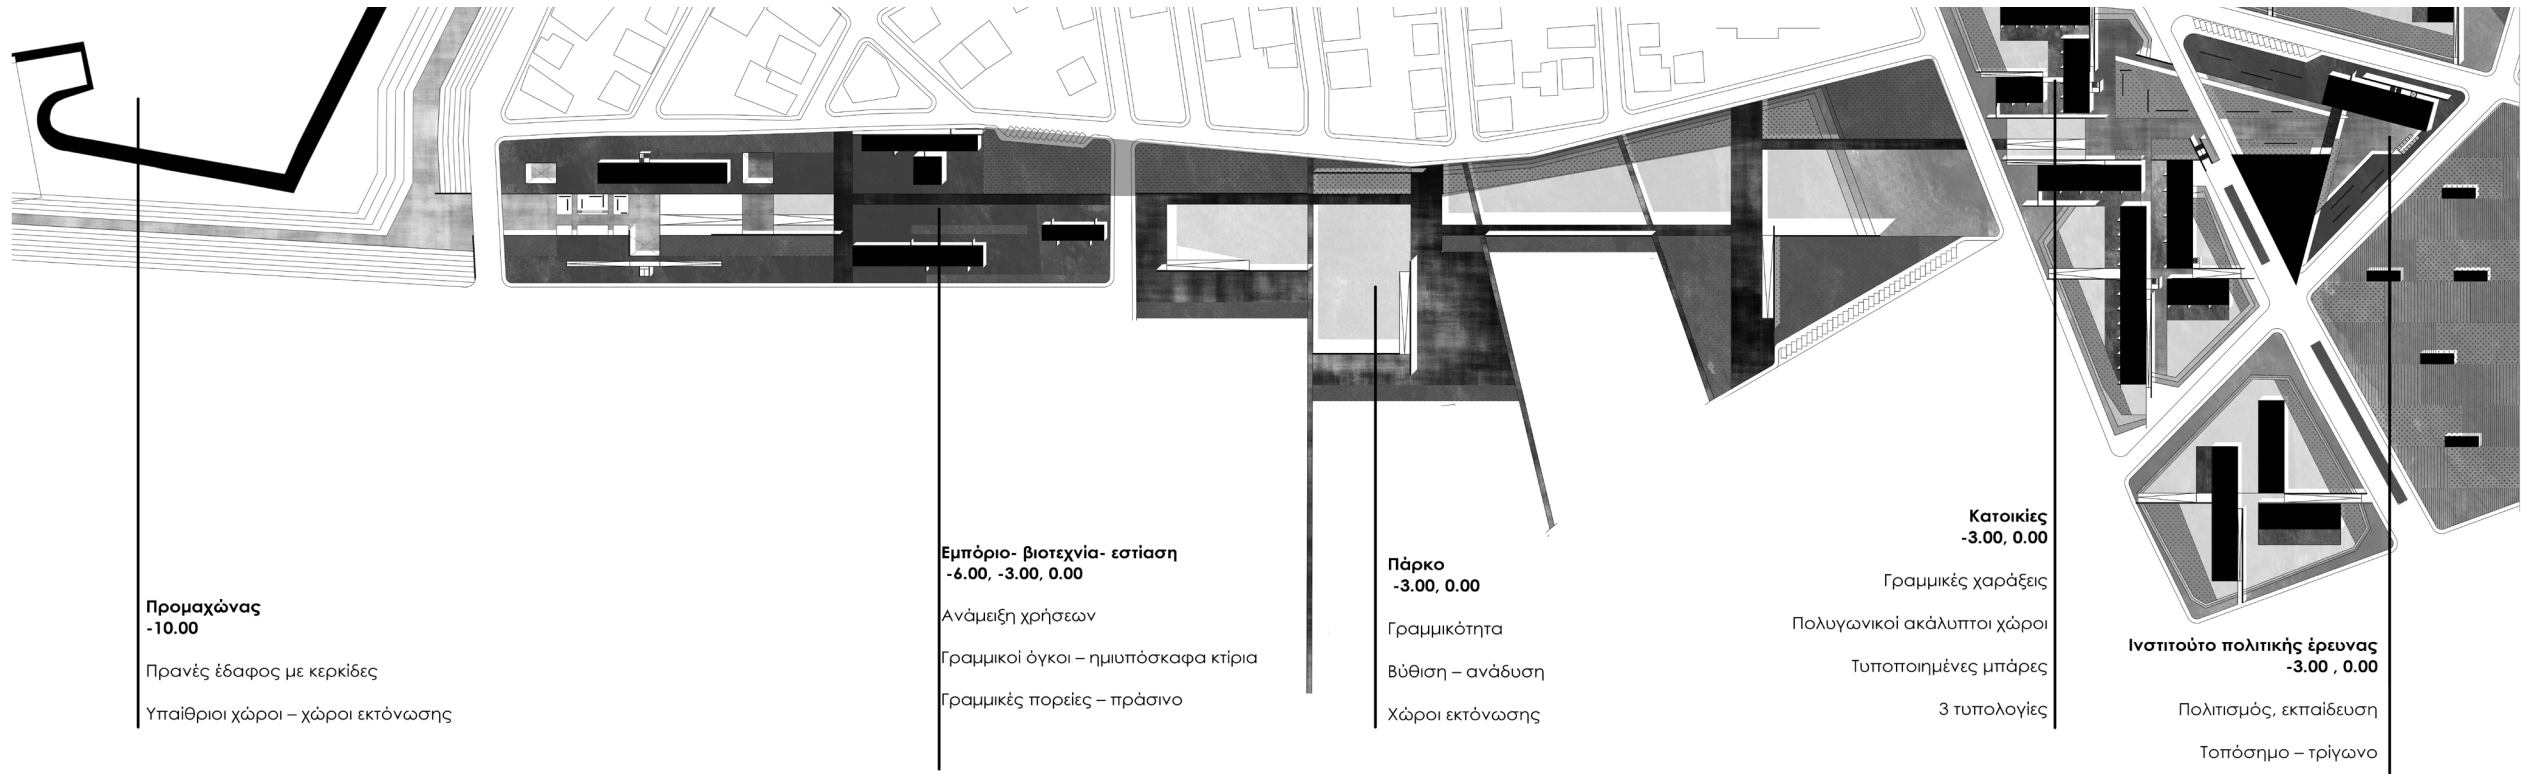 Προμαχώνας
-10.00
Πρανές έδαφος με κερκίδες
Υπαίθριοι χώροι – χώροι εκτόνωσης
Εμπόριο- βιοτεχνία- εστίαση
-6.00, -3.00, 0.00
Ανάμειξη χρήσεων
Γραμμικοί όγκοι – ημιυπόσκαφα κτίρια
Γραμμικές πορείες – πράσινο
Πάρκο
-3.00, 0.00
Γραμμικότητα
Βύθιση – ανάδυση
Χώροι εκτόνωσης
Κατοικίες
-3.00, 0.00
Γραμμικές χαράξεις
Πολυγωνικοί ακάλυπτοι χώροι
Τυποποιημένες μπάρες
3 τυπολογίες
Ινστιτούτο πολιτικής έρευνας
-3.00 , 0.00
Πολιτισμός, εκπαίδευση
Τοπόσημο – τρίγωνο